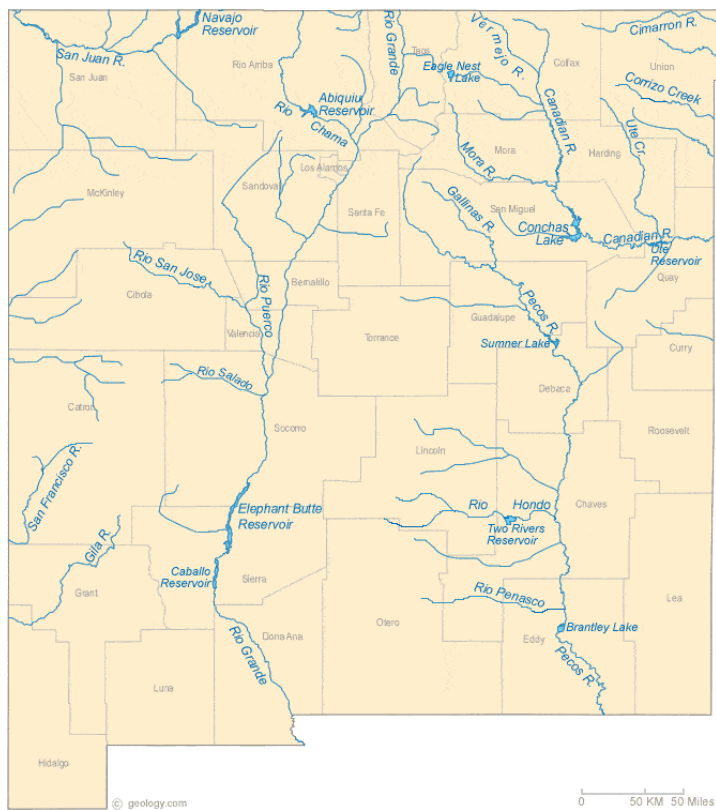 Navajo
Reservoir
San Juan R.
San Juan
Rio Arriba
Rio Grande
Taos
Vermejo R.
Eagle Nest
Lake
Colfax
Cimarron R.
Union
Corrizo Creek
Abiquiu
Reservoir
Rio Chama
Canadian R.
Ute Cr.
Mora
Mora R.
Harding
Los Alamos
Sandoval
McKinley
Santa Fe
San Miguel
Gallinas R.
Conchas
Lake
Canadian R.
Ute
Reservoir
Quay
Rio San Jose
Cibola
Bernalillo
Rio Puerco
Valencia
Torrance
Guadalupe
Pecos R.
Sumner Lake
Curry
Rio Salado
Debaca
Catron
Socorro
Lincoln
Roosevelt
San Francisco R.
Elephant Butte
Reservoir
Rio Hondo
Two Rivers
Reservoir
Chaves
Gila R.
Caballo
Reservoir
Sierra
Grant
Rio Penasco
Lea
Otero
Brantley Lake
Eddy
Dona Ana
Rio Grande
Pecos R.
Luna
Hidalgo
© geology.com
0 50 KM 50 Miles